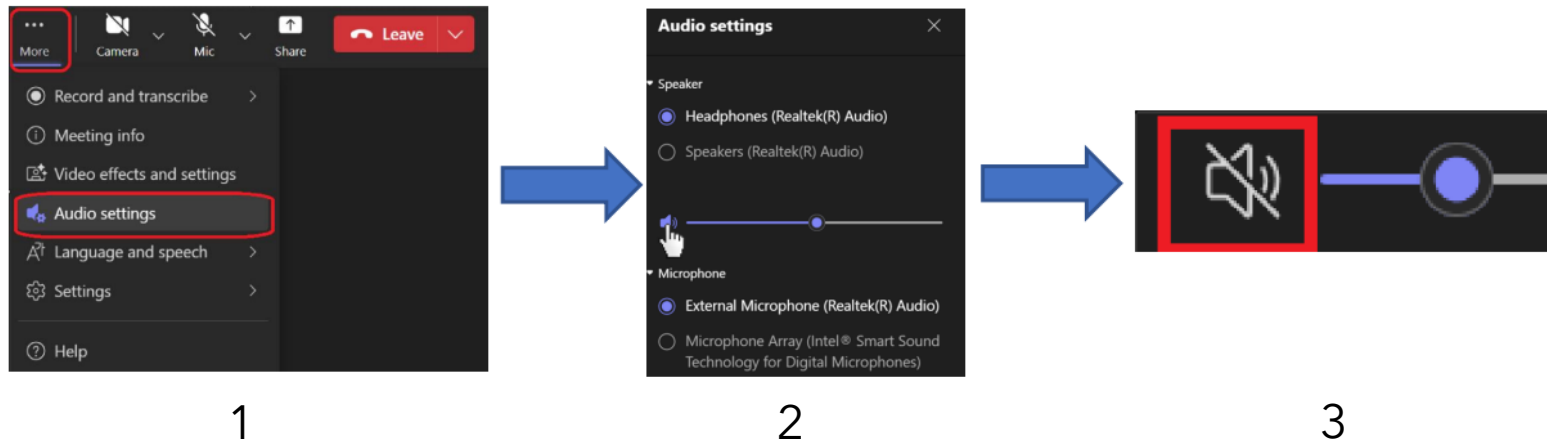 More
Camera
Mic
Share
Leave
Record and transcribe
Meeting info
Video effects and settings
Audio settings
Language and speech
Settings
Help
1
Audio settings
Speaker
Headphones (Realtek(R) Audio)
Speakers (Realtek(R) Audio)
Microphone
External Microphone (Realtek(R) Audio)
Microphone Array (Intel® Smart Sound
Technology for Digital Microphones)
2
3